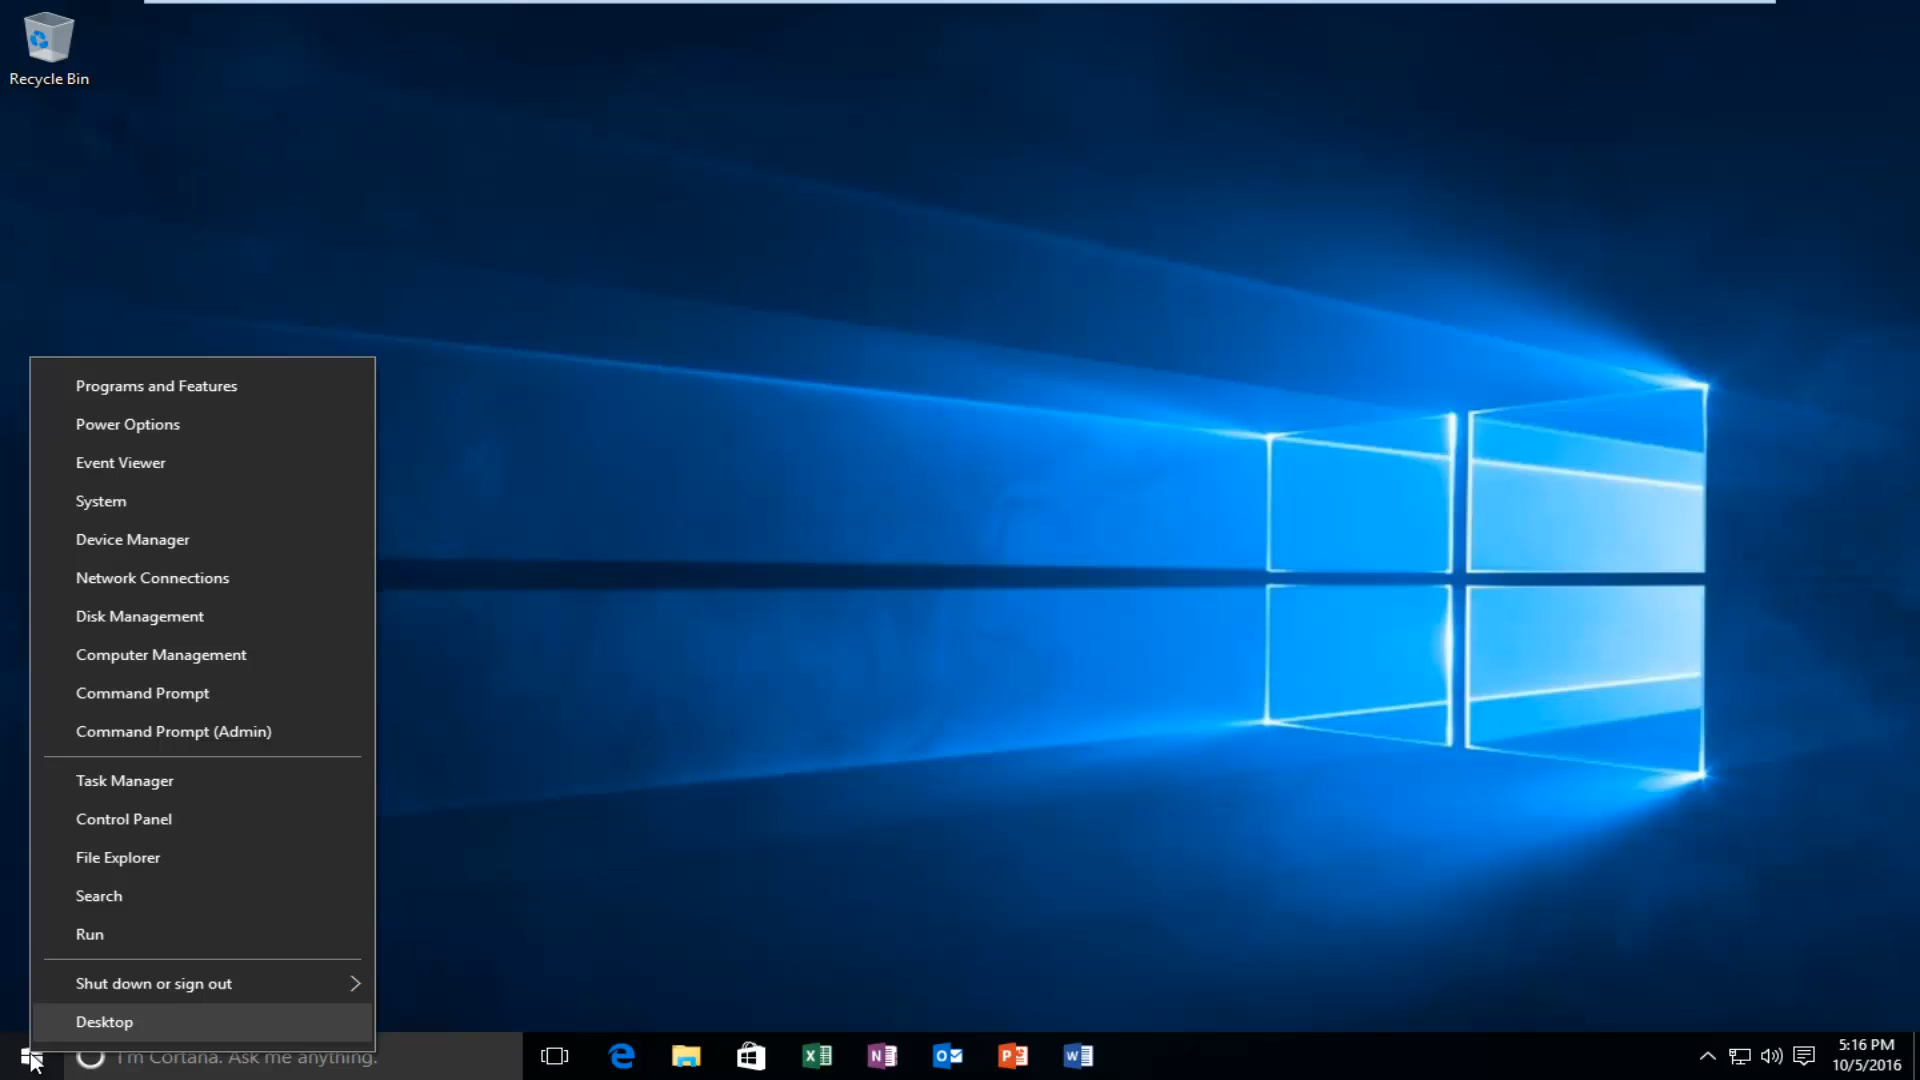 Recycle Bin
Programs and Features
Power Options
Event Viewer
System
Device Manager
Network Connections
Disk Management
Computer Management
Command Prompt
Command Prompt (Admin)
Task Manager
Control Panel
File Explorer
Search
Run
Shut down or sign out
Desktop
I'm Cortana. Ask me anything.
5:16 PM
10/5/2016